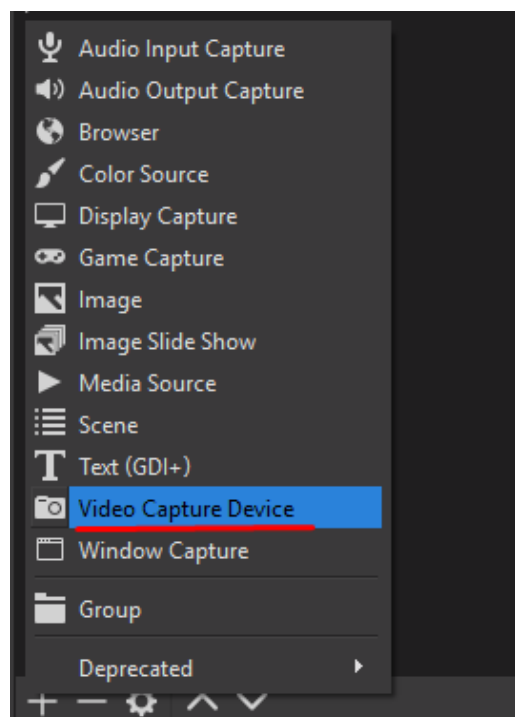 Audio Input Capture
Audio Output Capture
Browser
Color Source
Display Capture
Game Capture
Image
Image Slide Show
Media Source
Scene
Text (GDI+)
Video Capture Device
Window Capture
Group
Deprecated